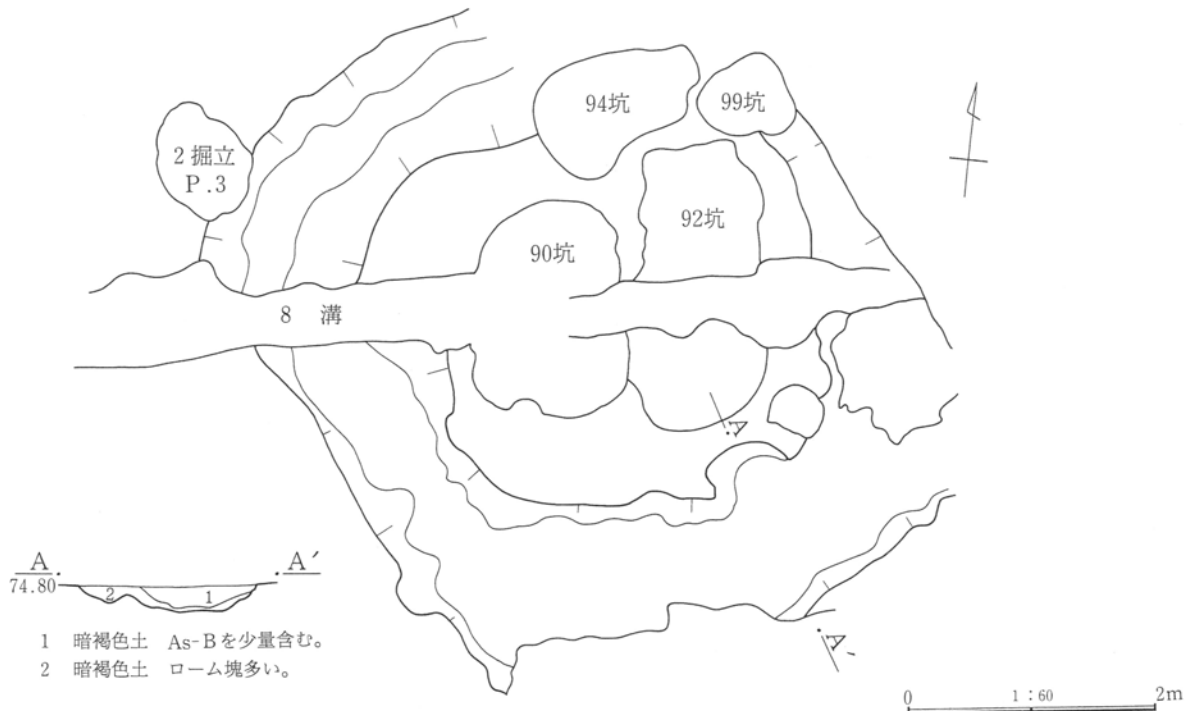 94坑
99坑
2 掘立
P.3
92坑
90坑
8 溝
A
A
A′
74.80
2
1
1 暗褐色土 As-Bを少量含む。
2 暗褐色土 ローム塊多い。
A′
0 1:60 2m